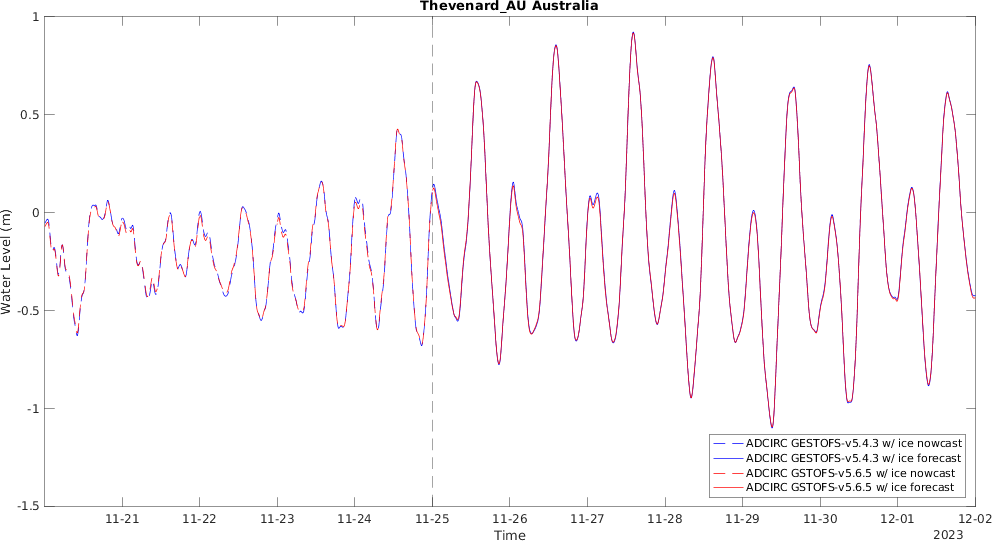 Thevenard_AU Australia
1
0.5
0
-0.5
-1
-1.5
Water Level (m)
11-21 11-22 11-23 11-24 11-25 11-26 11-27 11-28 11-29 11-30 12-01 12-02
Time
2023
ADCIRC GESTOFS-v5.4.3 w/ ice nowcast
ADCIRC GESTOFS-v5.4.3 w/ ice forecast
ADCIRC GSTOFS-v5.6.5 w/ ice nowcast
ADCIRC GSTOFS-v5.6.5 w/ ice forecast